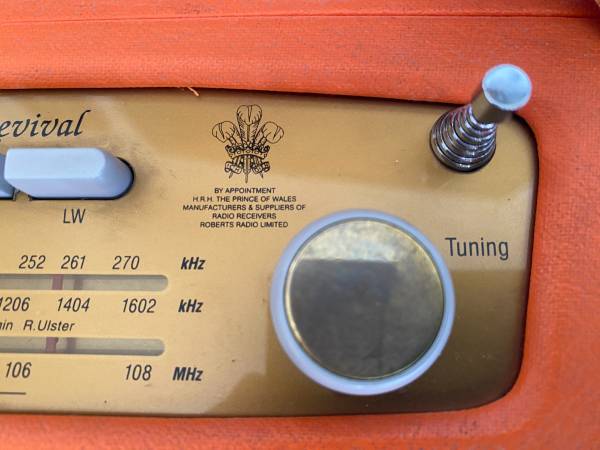 evival
LW
BY APPOINTMENT
H.R.H. THE PRINCE OF WALES
MANUFACTURERS & SUPPLIERS OF
RADIO RECEIVERS
ROBERTS RADIO LIMITED
Tuning
252 261 270 kHz
1206 1404 1602 kHz
gin R.Ulster
106 108 MHz